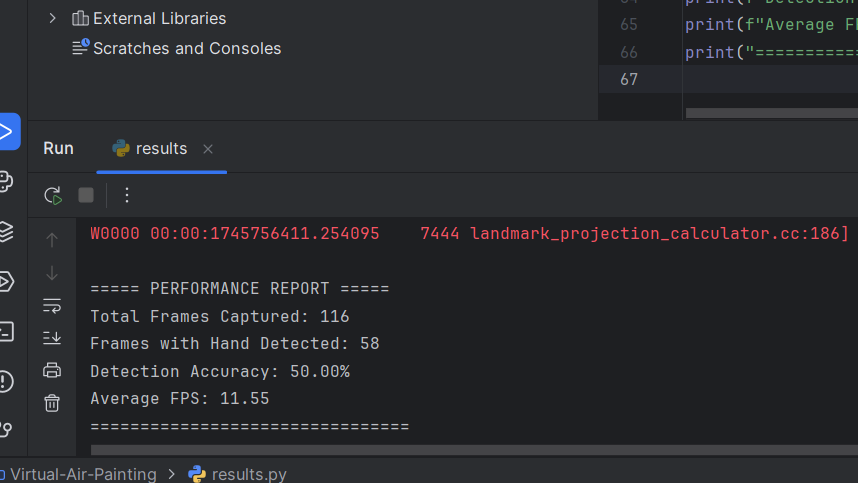 External Libraries
Scratches and Consoles
65 print(f"Average
66 print("============
67
Run results
W0000 00:00:1745756411.254095 7444 landmark_projection_calculator.cc:186]
===== PERFORMANCE REPORT =====
Total Frames Captured: 116
Frames with Hand Detected: 58
Detection Accuracy: 50.00%
Average FPS: 11.55
================================
Virtual-Air-Painting > results.py